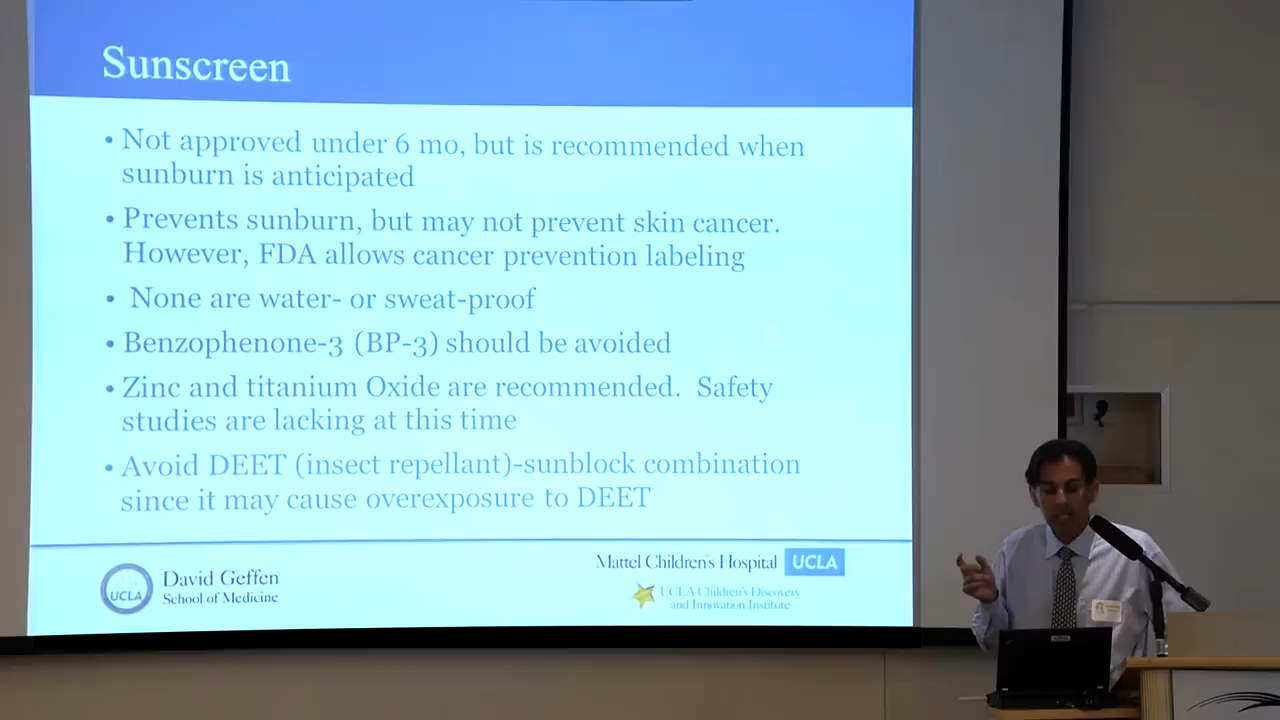 Sunscreen
• Not approved under 6 mo, but is recommended when
sunburn is anticipated
• Prevents sunburn, but may not prevent skin cancer.
However, FDA allows cancer prevention labeling
• None are water- or sweat-proof
• Benzophenone-3 (BP-3) should be avoided
• Zinc and titanium Oxide are recommended. Safety
studies are lacking at this time
• Avoid DEET (insect repellant)-sunblock combination
since it may cause overexposure to DEET
UCLA
David Geffen
School of Medicine
Mattel Children's Hospital UCLA
UCLA Children's Discovery
and Innovation Institute